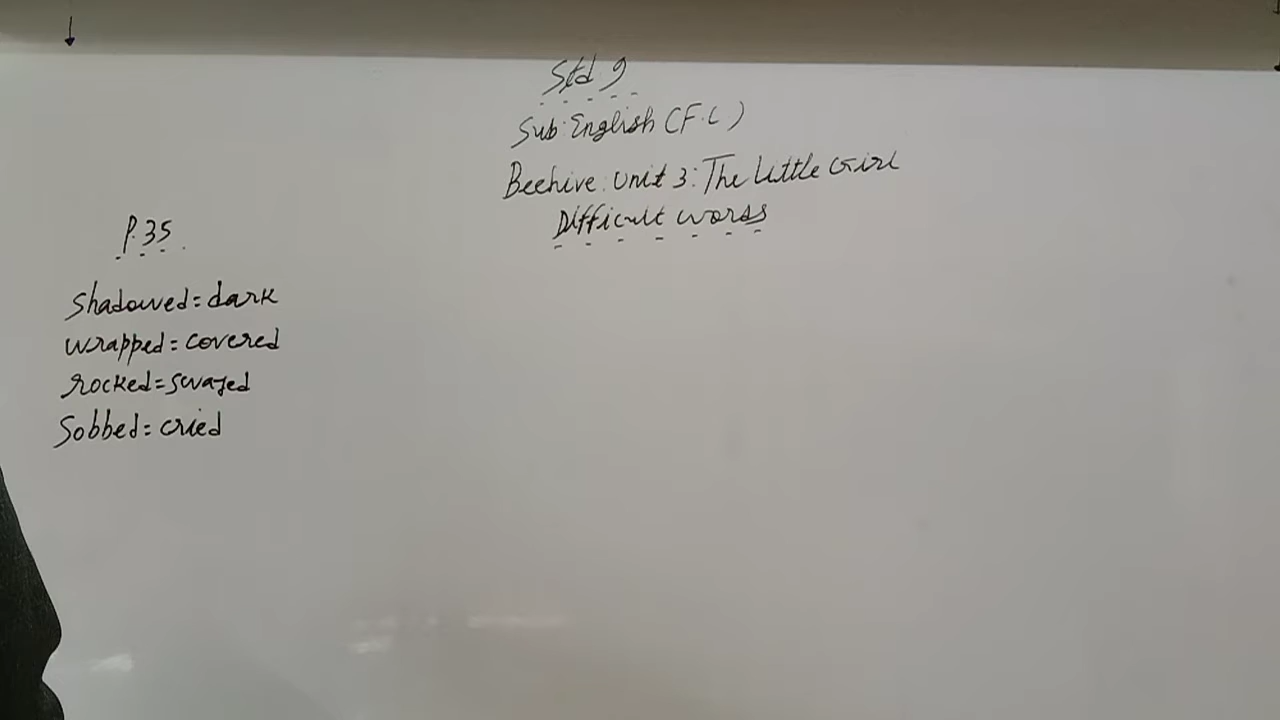 Std 9
Sub: English (F.L)
Beehive: Unit 3: The Little Girl
Difficult words
P.35
Shadowed = dark
wrapped = covered
rocked = swayed
Sobbed = cried